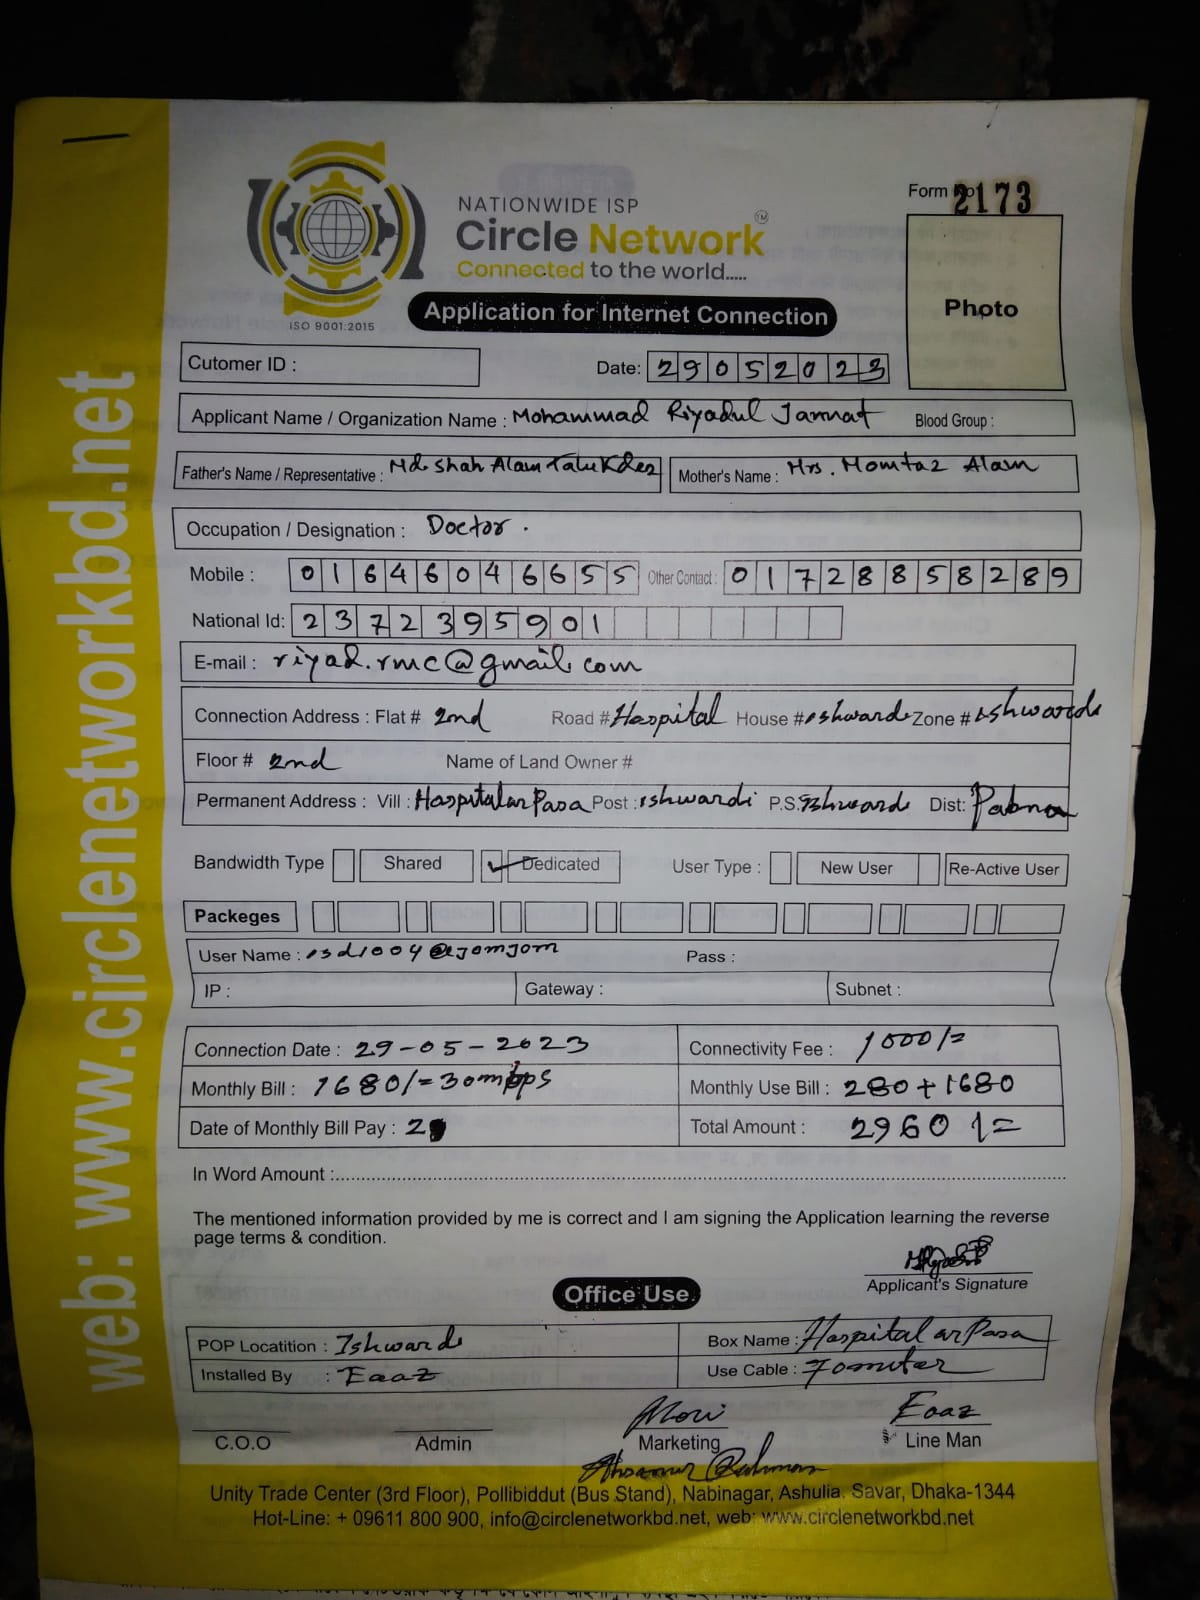 Form No 2173
NATIONWIDE ISP
Circle Network TM
Connected to the world.....
ISO 9001:2015
Application for Internet Connection
Photo
Cutomer ID :
Date: 29052023
Applicant Name / Organization Name : Mohammad Riyadul Jannat Blood Group :
Father's Name / Representative : Md. Shah Alam Talukder Mother's Name : Mrs. Momtaz Alam
Occupation / Designation : Doctor.
Mobile : 01646046655 Other Contact : 01728858289
National Id: 2372395901
E-mail : riyad.rmc@gmail.com
Connection Address : Flat # 2nd Road # Hospital House # ishwardi Zone # ishwardi
Floor # 2nd Name of Land Owner #
Permanent Address : Vill : Hospitalar Para Post : ishwardi P.S: ishwardi Dist: Pabna
Bandwidth Type Shared Dedicated User Type : New User Re-Active User
Packeges
User Name : isd1004@jomjom Pass :
IP : Gateway : Subnet :
Connection Date : 29-05-2023 Connectivity Fee : 1000/=
Monthly Bill : 1680/= 30mbps Monthly Use Bill : 280+1680
Date of Monthly Bill Pay : Total Amount : 2960/=
In Word Amount :
The mentioned information provided by me is correct and I am signing the Application learning the reverse
page terms & condition.
Applicant's Signature
Office Use
POP Locatition : Ishwardi Box Name : Hospital ar Para
Installed By : Eaaz Use Cable : 70 miter
Eaaz
C.O.O Admin Marketing Line Man
Unity Trade Center (3rd Floor), Pollibiddut (Bus Stand), Nabinagar, Ashulia, Savar, Dhaka-1344
Hot-Line: + 09611 800 900, info@circlenetworkbd.net, web: www.circlenetworkbd.net
web: www.circlenetworkbd.net